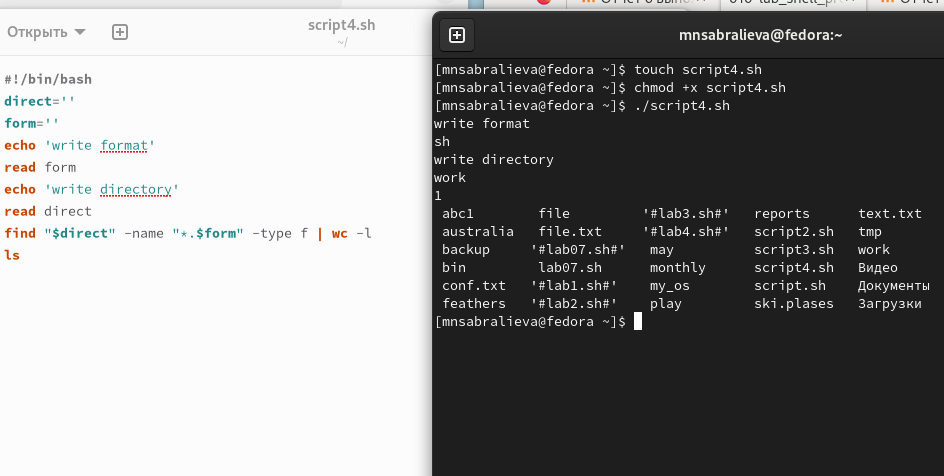 Открыть
script4.sh
~/
#!/bin/bash
direct=''
form=''
echo 'write format'
read form
echo 'write directory'
read direct
find "$direct" -name "*.$form" -type f | wc -l
ls
mnsabralieva@fedora:~
[mnsabralieva@fedora ~]$ touch script4.sh
[mnsabralieva@fedora ~]$ chmod +x script4.sh
[mnsabralieva@fedora ~]$ ./script4.sh
write format
sh
write directory
work
1
abc1 file '#lab3.sh#' reports text.txt
australia file.txt '#lab4.sh#' script2.sh tmp
backup '#lab07.sh#' may script3.sh work
bin lab07.sh monthly script4.sh Видео
conf.txt '#lab1.sh#' my_os script.sh Документы
feathers '#lab2.sh#' play ski.plases Загрузки
[mnsabralieva@fedora ~]$